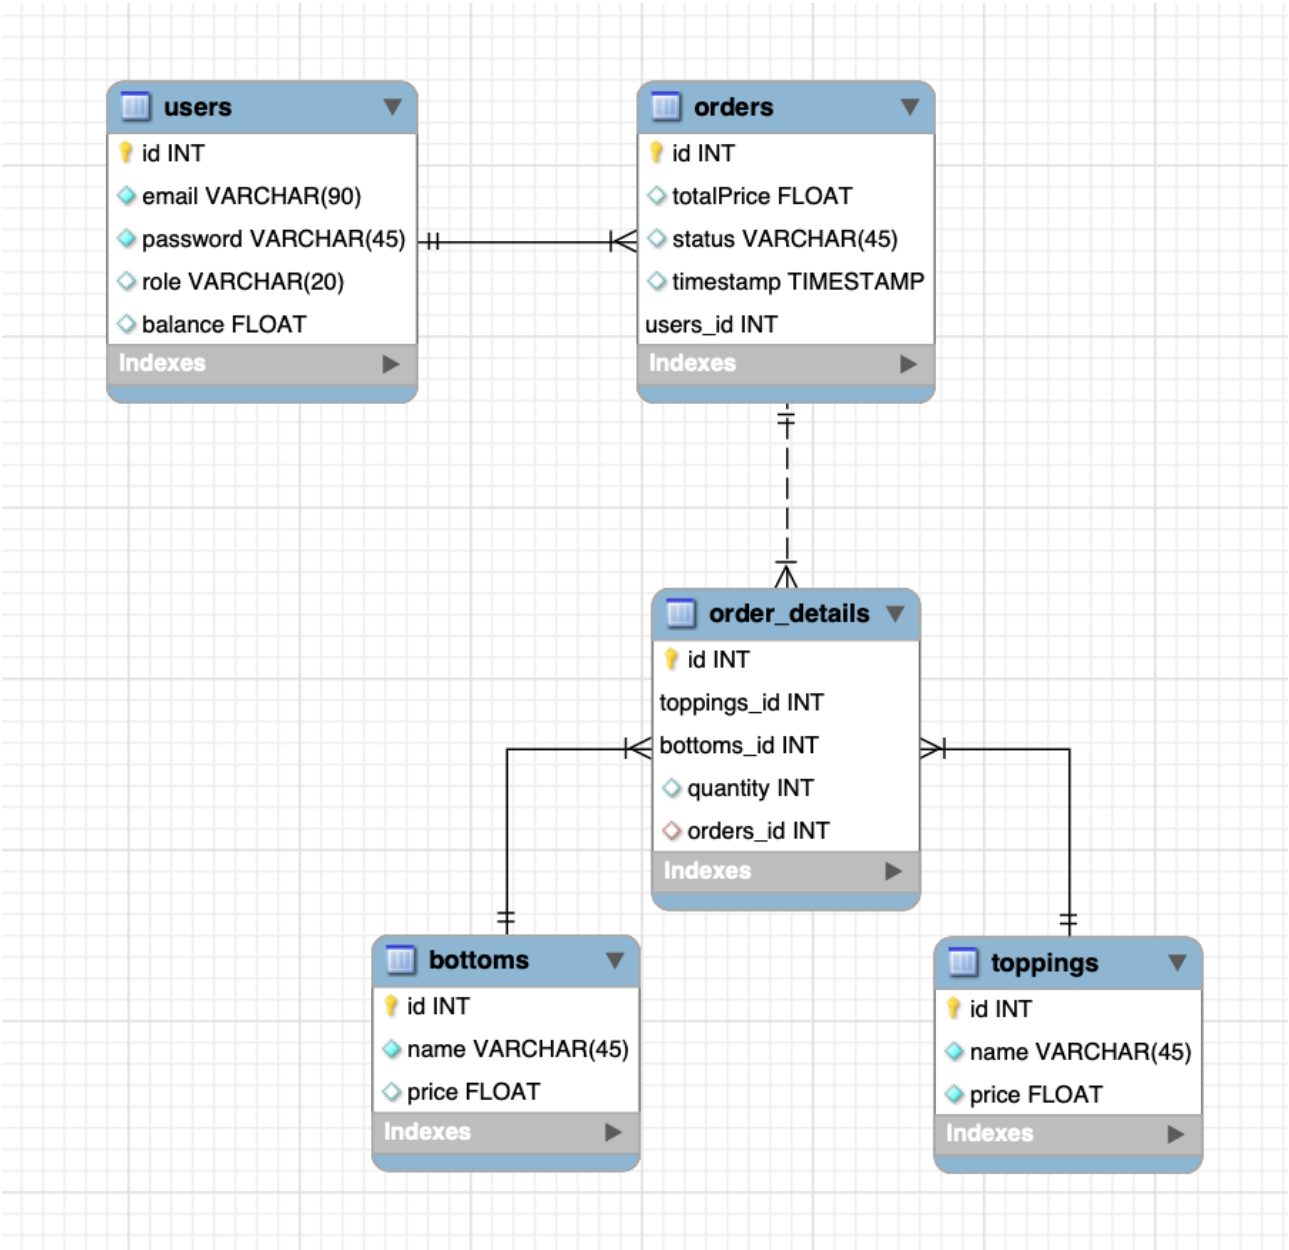 users
id INT
email VARCHAR(90)
password VARCHAR(45)
role VARCHAR(20)
balance FLOAT
Indexes
orders
id INT
totalPrice FLOAT
status VARCHAR(45)
timestamp TIMESTAMP
users_id INT
Indexes
order_details
id INT
toppings_id INT
bottoms_id INT
quantity INT
orders_id INT
Indexes
bottoms
id INT
name VARCHAR(45)
price FLOAT
Indexes
toppings
id INT
name VARCHAR(45)
price FLOAT
Indexes